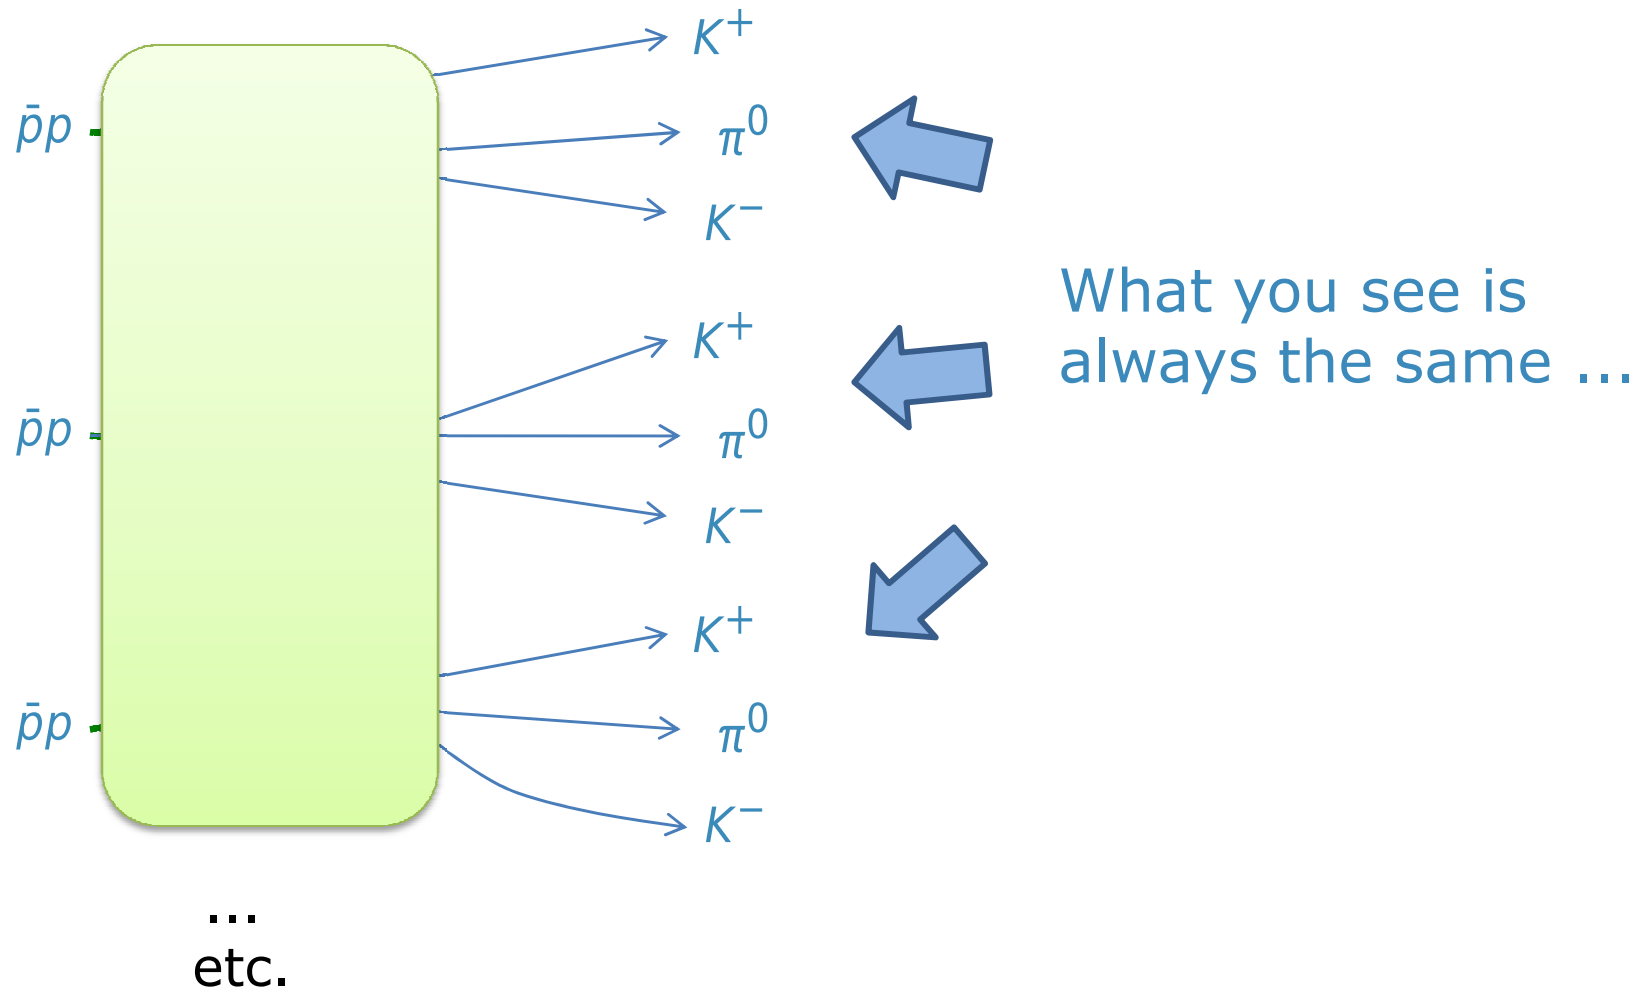 K⁺
p̄p
π⁰
K⁻
K⁺
p̄p
π⁰
K⁻
K⁺
p̄p
π⁰
K⁻
What you see is
always the same ...
...
etc.